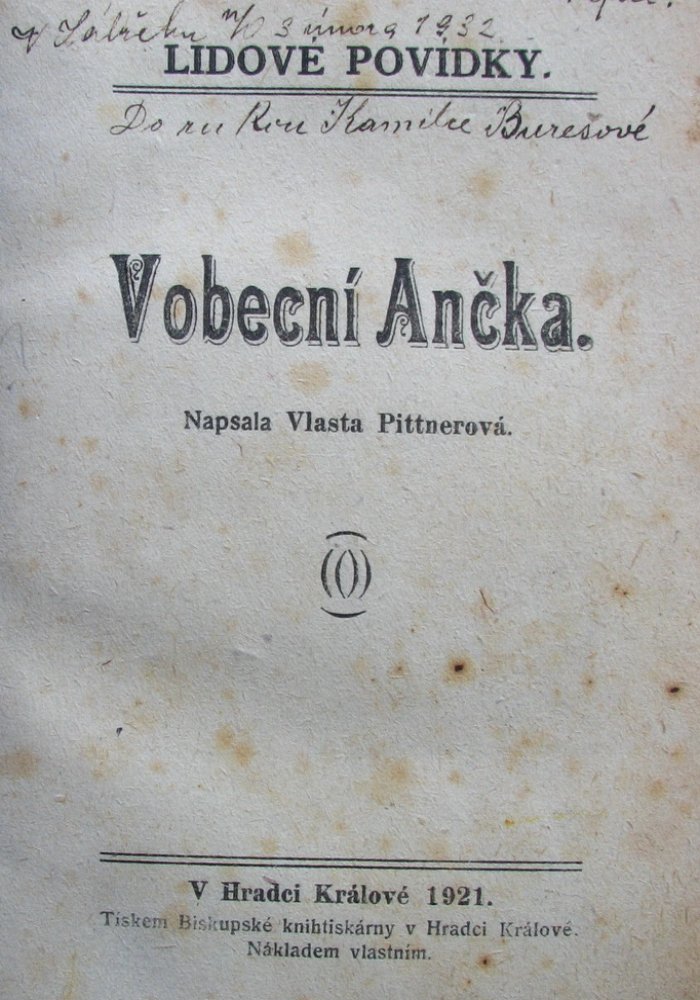 3 února 1932
LIDOVÉ POVÍDKY.
Do rukou Kamilce Burešové
Vobecní Ančka.
Napsala Vlasta Pittnerová.
V Hradci Králové 1921.
Tiskem Biskupské knihtiskárny v Hradci Králové.
Nákladem vlastním.